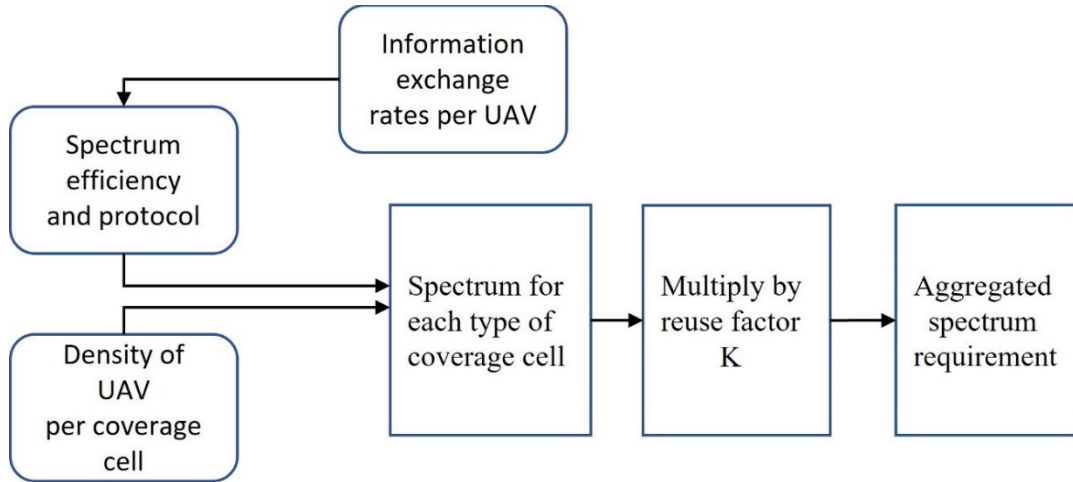 Information
exchange
rates per UAV
Spectrum
efficiency
and protocol
Density of
UAV
per coverage
cell
Spectrum for
each type of
coverage cell
Multiply by
reuse factor
K
Aggregated
spectrum
requirement